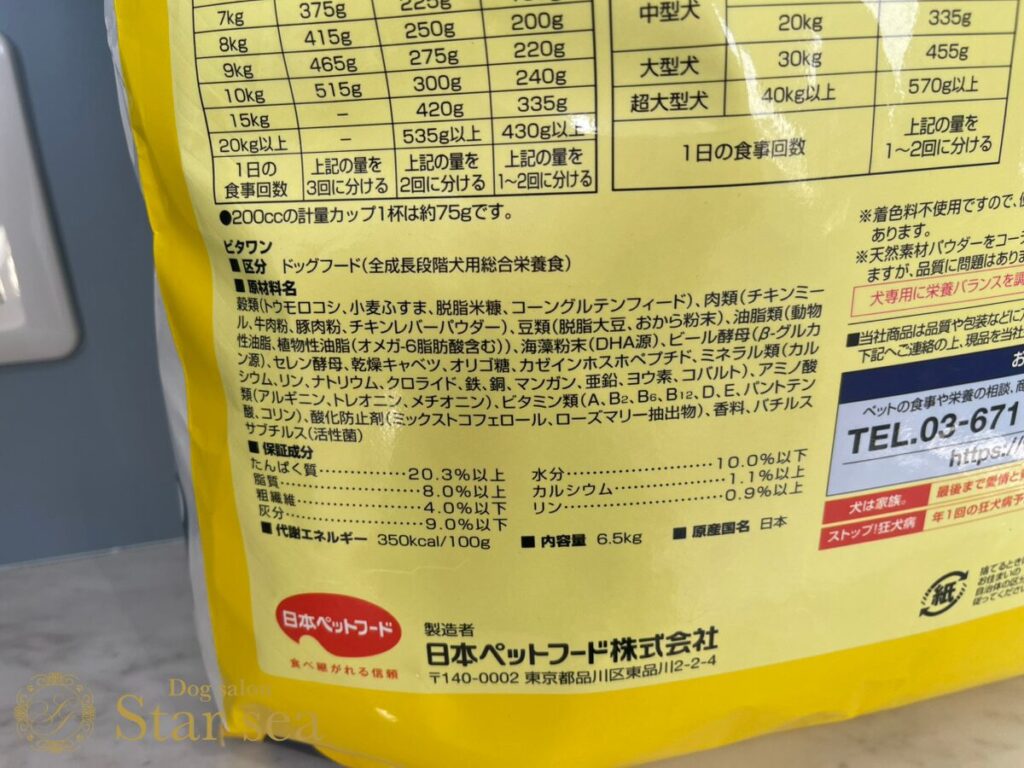 7kg 375g 225g
8kg 415g 250g 200g
9kg 465g 275g 220g
10kg 515g 300g 240g
15kg － 420g 335g
20kg以上 － 535g以上 430g以上
1日の食事回数 上記の量を3回に分ける 上記の量を2回に分ける 上記の量を1~2回に分ける
中型犬 20kg 335g
大型犬 30kg 455g
超大型犬 40kg以上 570g以上
1日の食事回数 上記の量を1~2回に分ける
●200ccの計量カップ1杯は約75gです。
ビタワン
■区分 ドッグフード(全成長段階犬用総合栄養食)
■原材料名
穀類(トウモロコシ、小麦ふすま、脱脂米糠、コーングルテンフィード)、肉類(チキンミー
ル、牛肉粉、豚肉粉、チキンレバーパウダー)、豆類(脱脂大豆、おから粉末)、油脂類(動物
性油脂、植物性油脂(オメガ-6脂肪酸含む))、海藻粉末(DHA源)、ビール酵母(β-グルカ
ン源)、セレン酵母、乾燥キャベツ、オリゴ糖、カゼインホスホペプチド、ミネラル類(カル
シウム、リン、ナトリウム、クロライド、鉄、銅、マンガン、亜鉛、ヨウ素、コバルト)、アミノ酸
類(アルギニン、トレオニン、メチオニン)、ビタミン類(A、B2、B6、B12、D、E、パントテン
酸、コリン)、酸化防止剤(ミックストコフェロール、ローズマリー抽出物)、香料、バチルス
サブチルス(活性菌)
■保証成分
たんぱく質……………20.3%以上
脂質……………8.0%以上
粗繊維……………4.0%以下
灰分……………9.0%以下
水分……………10.0%以下
カルシウム……………1.1%以上
リン……………0.9%以上
■代謝エネルギー 350kcal/100g ■内容量 6.5kg ■原産国名 日本
※着色料不使用ですので、
あります。
※天然素材パウダーをコー
ますが、品質に問題はあり
犬専用に栄養バランスを調
■当社商品は品質や包装などに
下記へご連絡の上、現品を当社
お
ペットの食事や栄養の相談、商
TEL.03-671
https://
犬は家族。 最後まで愛情と
ストップ!狂犬病 年1回の狂犬病予
紙
捨てるとき
お住まいの
自治体の区
従ってくださ
日本ペットフード
食べ継がれる信頼
製造者
日本ペットフード株式会社
〒140-0002 東京都品川区東品川2-2-4
Dog salon
Star sea